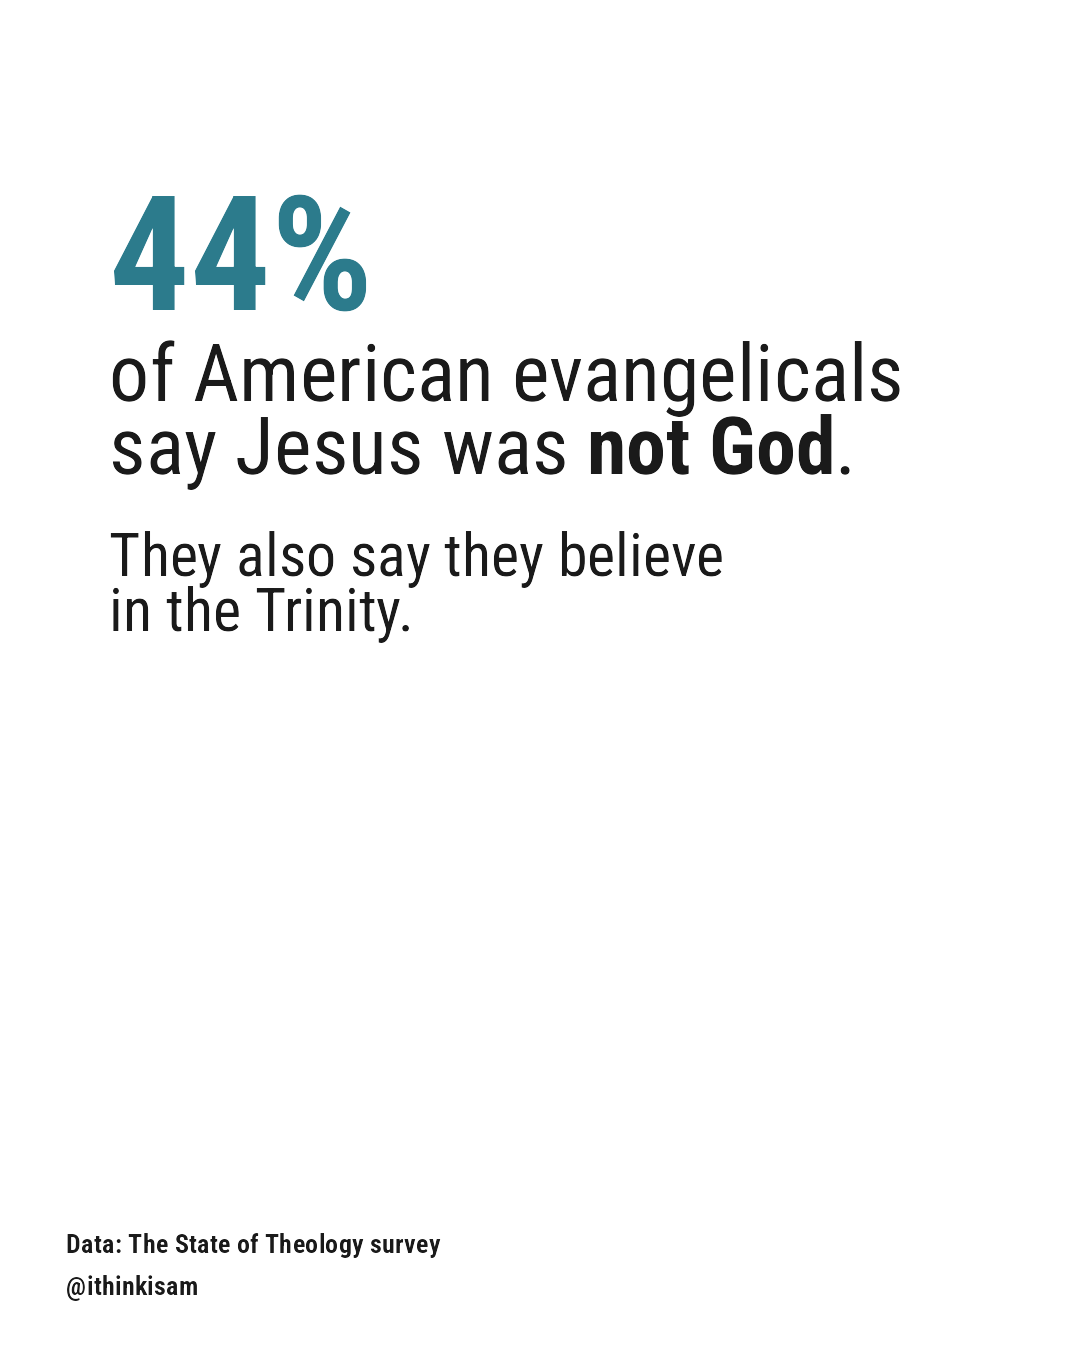 44%
of American evangelicals
say Jesus was not God.
They also say they believe
in the Trinity.
Data: The State of Theology survey
@ithinkisam